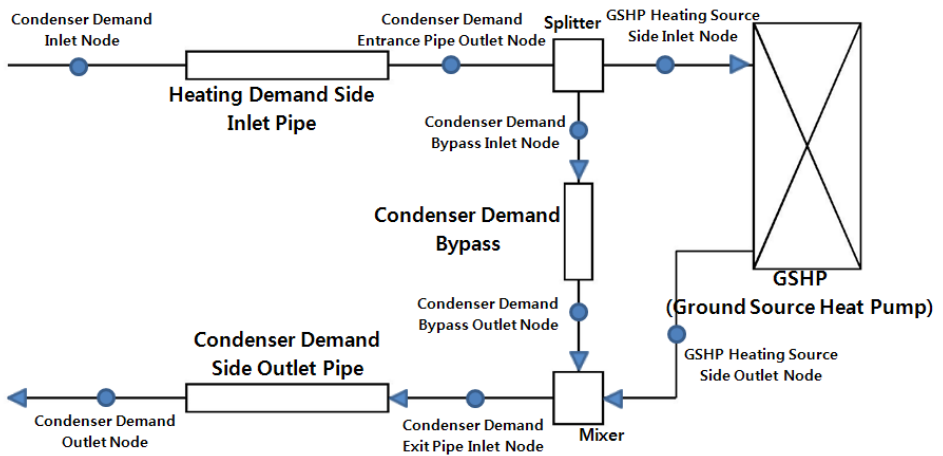 Condenser Demand
Inlet Node
Condenser Demand
Entrance Pipe Outlet Node
Splitter
GSHP Heating Source
Side Inlet Node
Heating Demand Side
Inlet Pipe
Condenser Demand
Bypass Inlet Node
Condenser Demand
Bypass
GSHP
(Ground Source Heat Pump)
Condenser Demand
Bypass Outlet Node
Condenser Demand
Side Outlet Pipe
GSHP Heating Source
Side Outlet Node
Condenser Demand
Outlet Node
Condenser Demand
Exit Pipe Inlet Node
Mixer